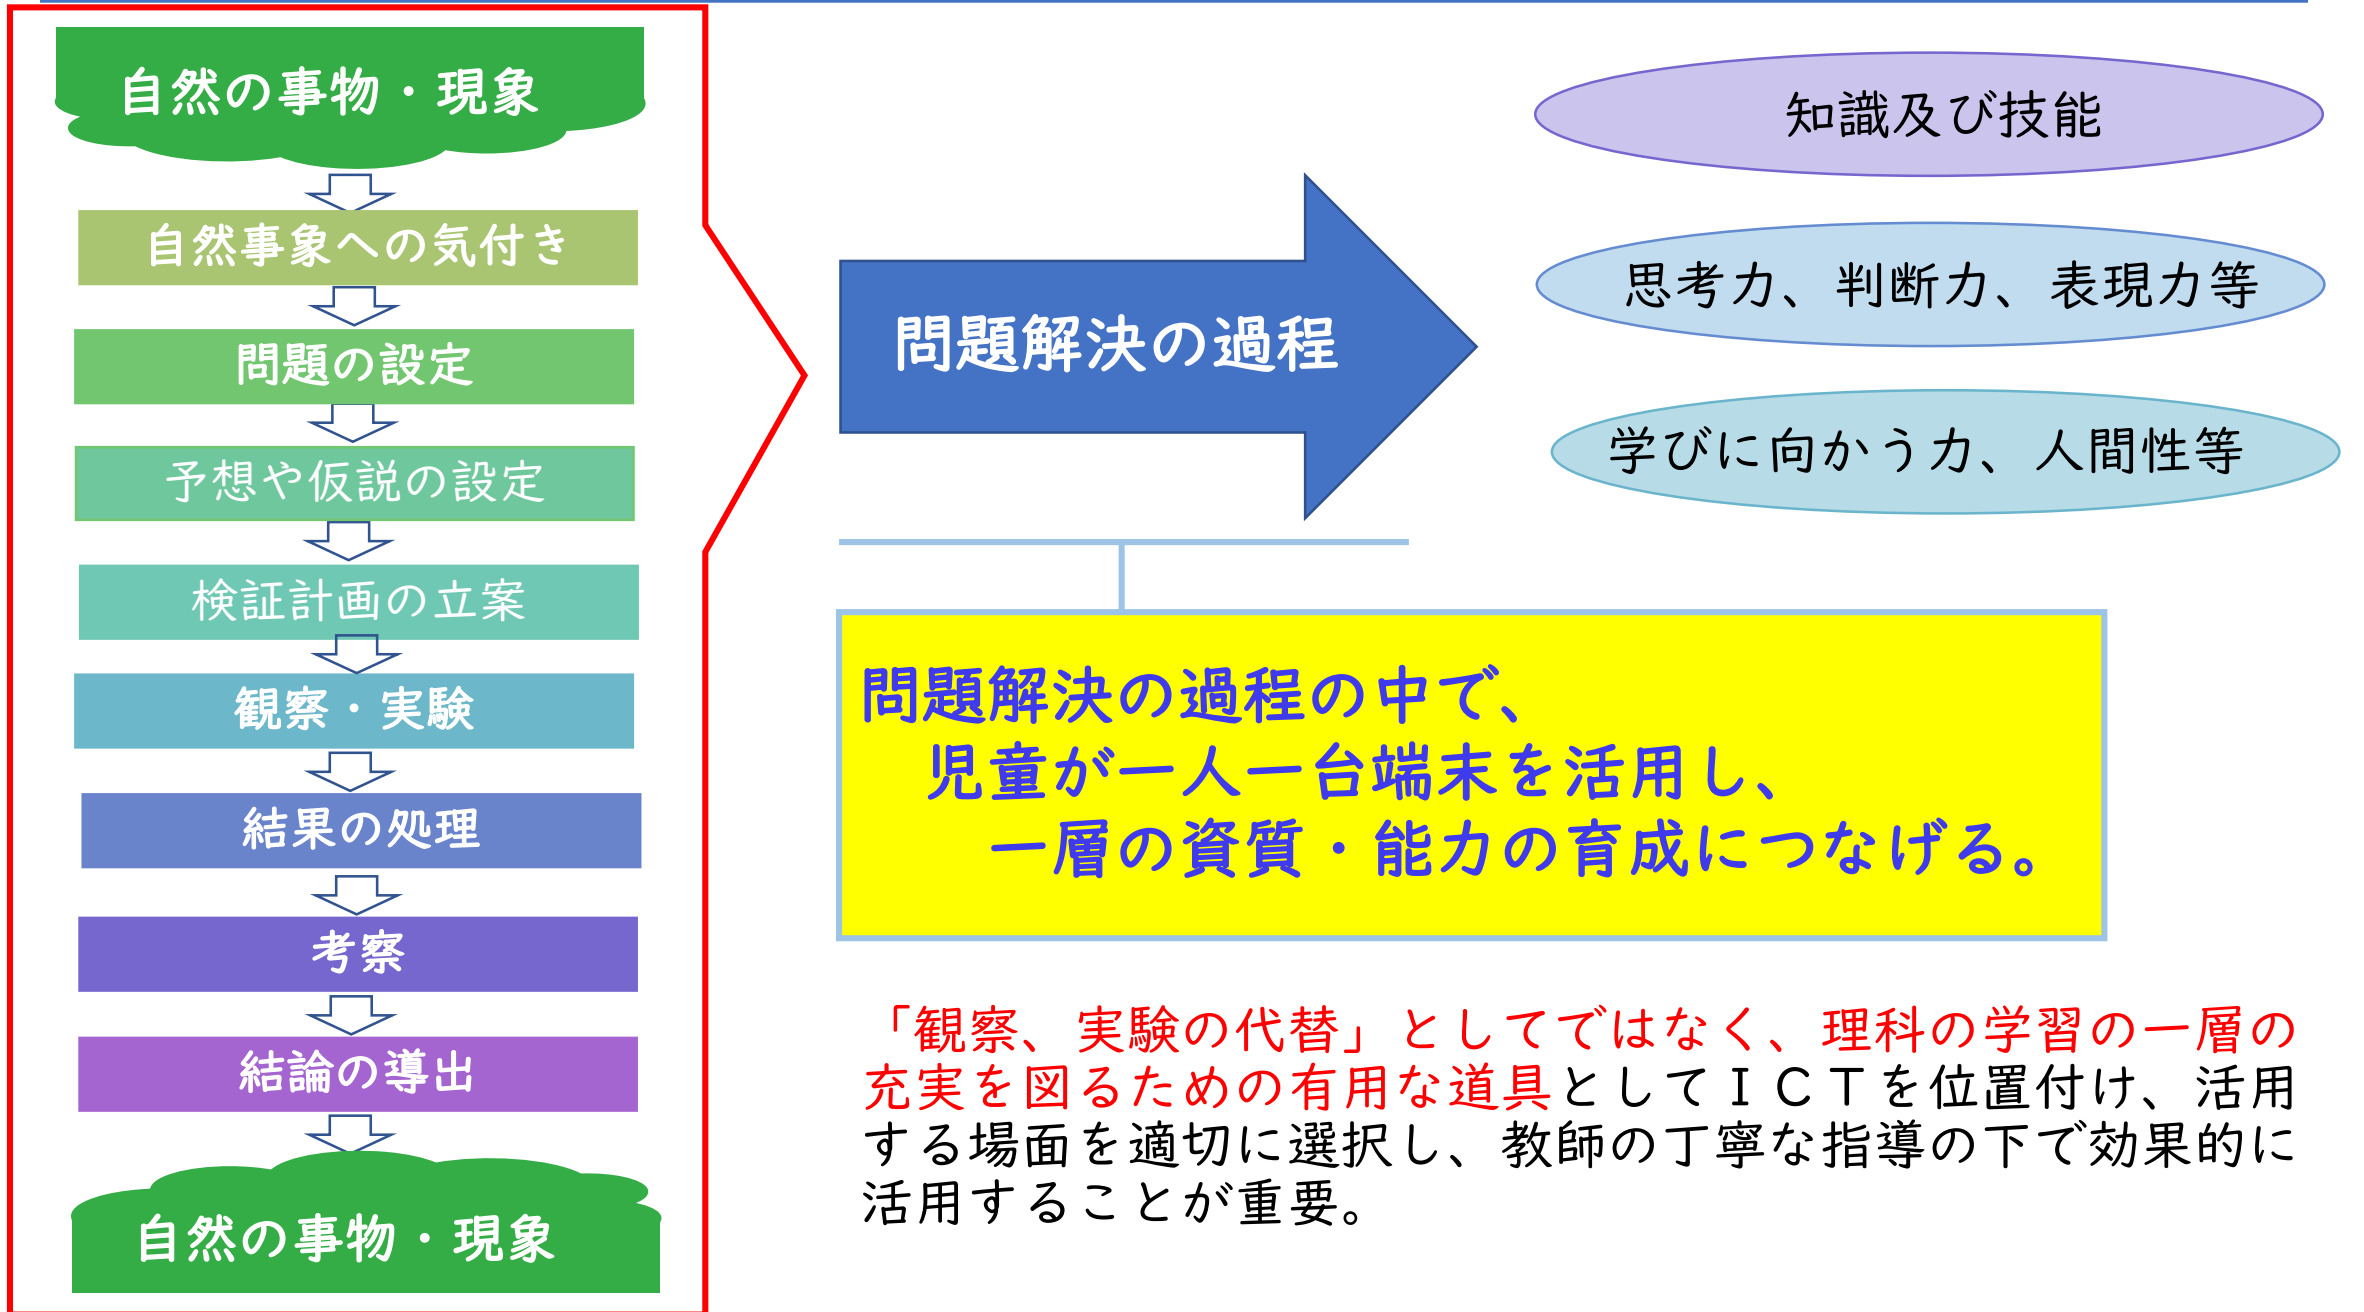 自然の事物・現象
自然事象への気付き
問題の設定
予想や仮説の設定
検証計画の立案
観察・実験
結果の処理
考察
結論の導出
自然の事物・現象
問題解決の過程
知識及び技能
思考力、判断力、表現力等
学びに向かう力、人間性等
問題解決の過程の中で、
児童が一人一台端末を活用し、
一層の資質・能力の育成につなげる。
「観察、実験の代替」としてではなく、理科の学習の一層の
充実を図るための有用な道具としてＩＣＴを位置付け、活用
する場面を適切に選択し、教師の丁寧な指導の下で効果的に
活用することが重要。